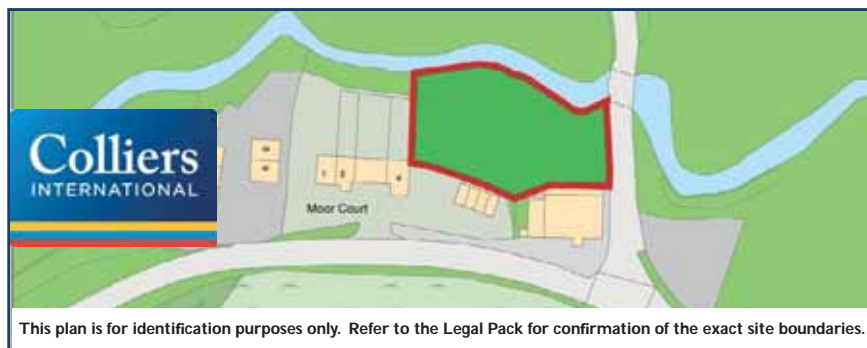 Colliers
INTERNATIONAL
Moor Court
This plan is for identification purposes only. Refer to the Legal Pack for confirmation of the exact site boundaries.